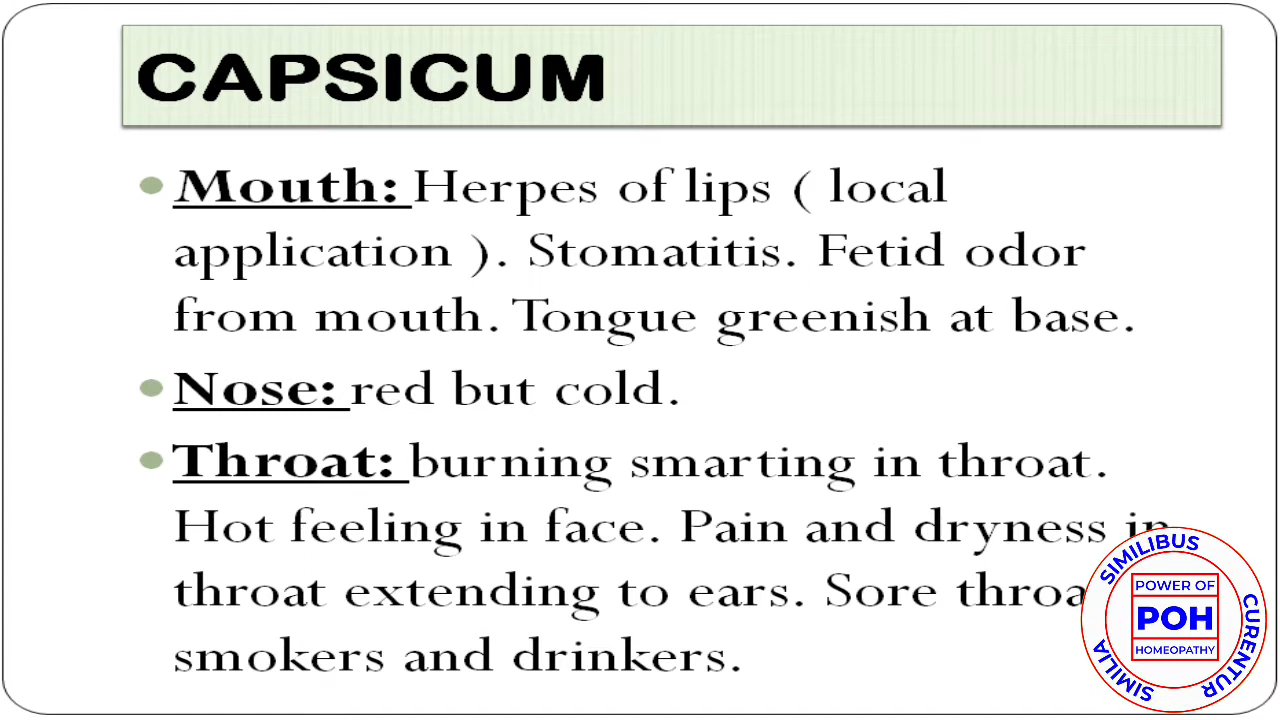 CAPSICUM
Mouth: Herpes of lips ( local
application ). Stomatitis. Fetid odor
from mouth. Tongue greenish at base.
Nose: red but cold.
Throat: burning smarting in throat.
Hot feeling in face. Pain and dryness in
throat extending to ears. Sore
smokers and drinkers.
SIMILIA SIMILIBUS CURENTUR
POWER OF
POH
HOMEOPATHY